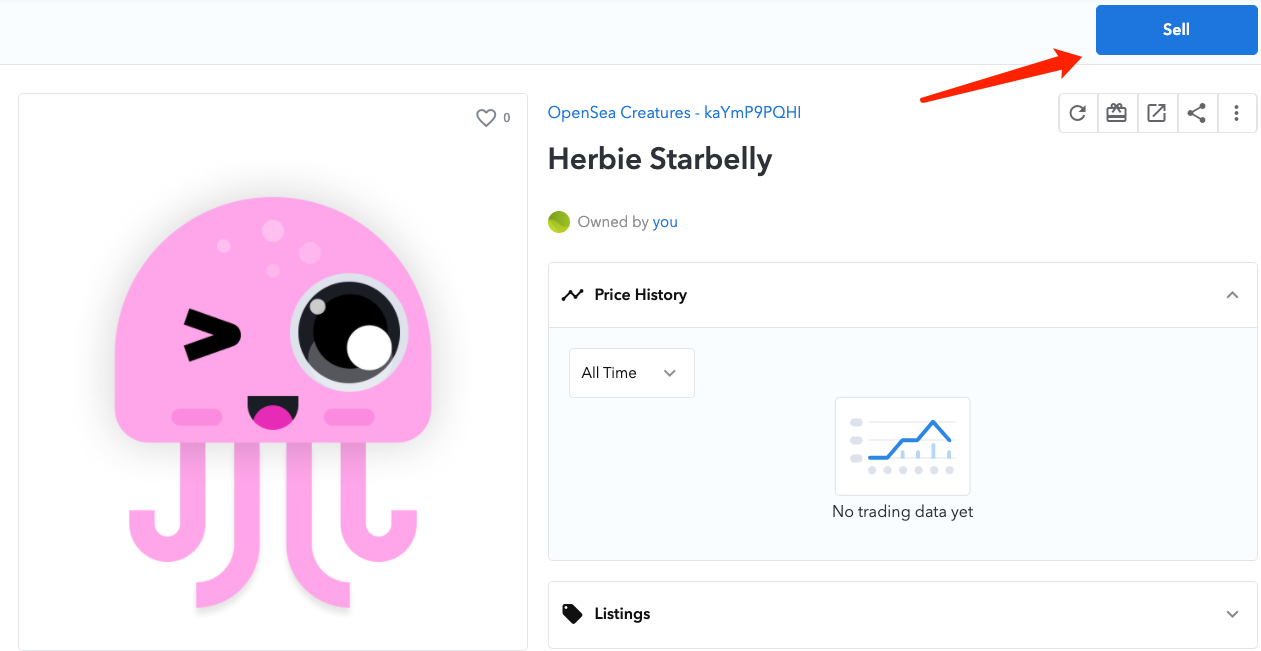 Sell
0
OpenSea Creatures - kaYmP9PQHI
Herbie Starbelly
Owned by you
Price History
All Time
No trading data yet
Listings